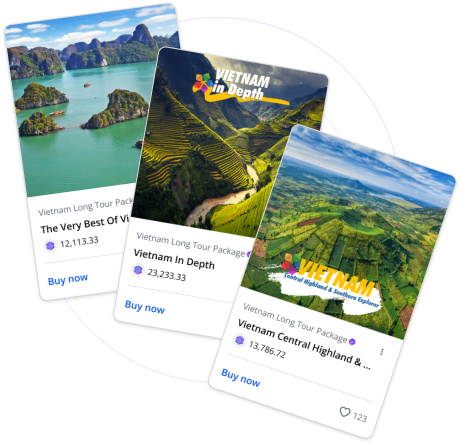 Vietnam Long Tour Pack
The Very Best Of Vi
12,113.33
Buy now
VIETNAM
in Depth
Vietnam Long Tour Package
Vietnam In Depth
23,233.33
Buy now
VIETNAM
Central Highland & Southern Explorer
Vietnam Long Tour Package
Vietnam Central Highland & ...
13,786.72
Buy now
123